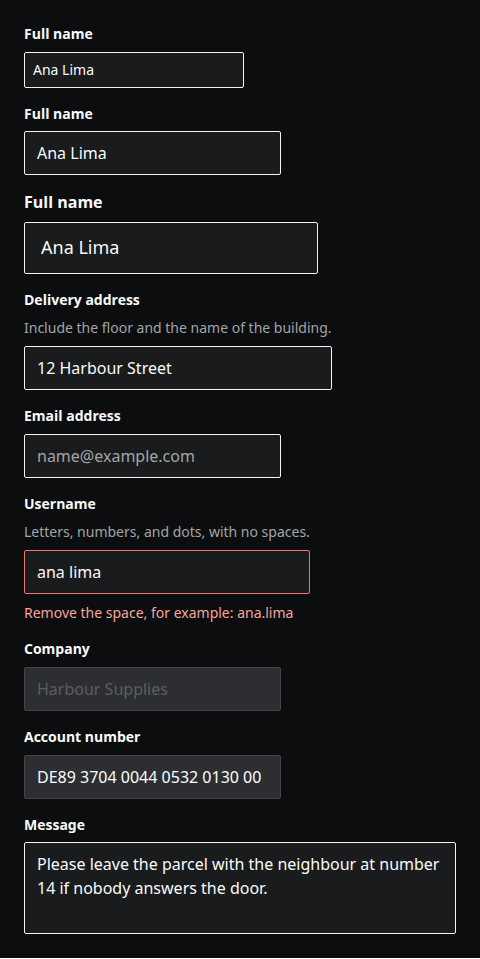 Full name
Ana Lima
Full name
Ana Lima
Full name
Ana Lima
Delivery address
Include the floor and the name of the building.
12 Harbour Street
Email address
name@example.com
Username
Letters, numbers, and dots, with no spaces.
ana lima
Remove the space, for example: ana.lima
Company
Harbour Supplies
Account number
DE89 3704 0044 0532 0130 00
Message
Please leave the parcel with the neighbour at number
14 if nobody answers the door.